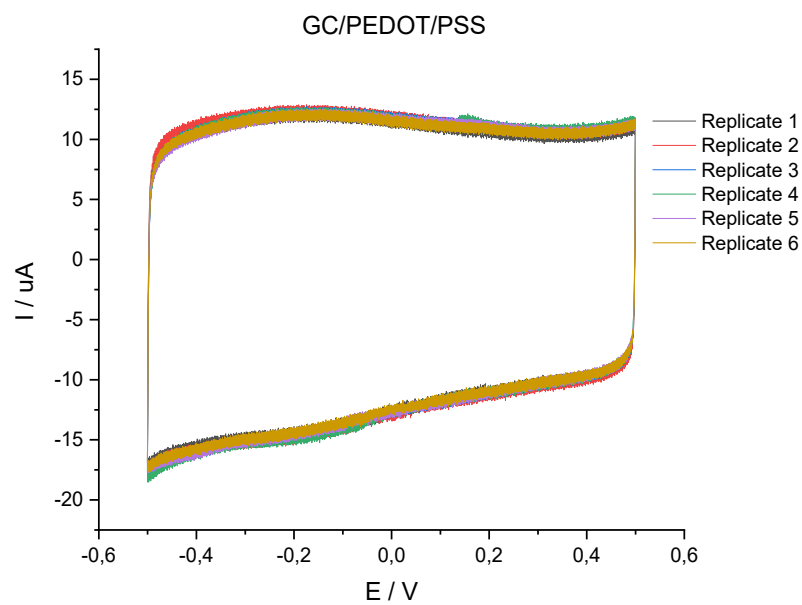 GC/PEDOT/PSS
I / uA
15
10
5
0
-5
-10
-15
-20
-0,6
-0,4
-0,2
0,0
0,2
0,4
0,6
E / V
Replicate 1
Replicate 2
Replicate 3
Replicate 4
Replicate 5
Replicate 6